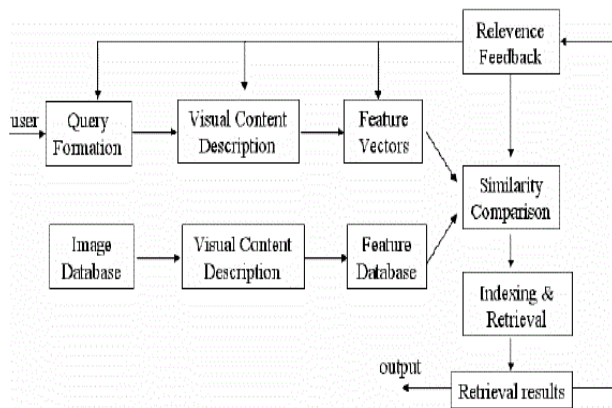 Relevence
Feedback
user
Query
Formation
Visual Content
Description
Feature
Vectors
Similarity
Comparison
Image
Database
Visual Content
Description
Feature
Database
Indexing &
Retrieval
output
Retrieval results